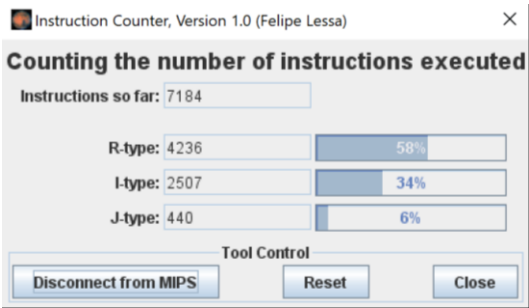 Instruction Counter, Version 1.0 (Felipe Lessa)
Counting the number of instructions executed
Instructions so far: 7184
R-type: 4236 58%
I-type: 2507 34%
J-type: 440 6%
Tool Control
Disconnect from MIPS Reset Close